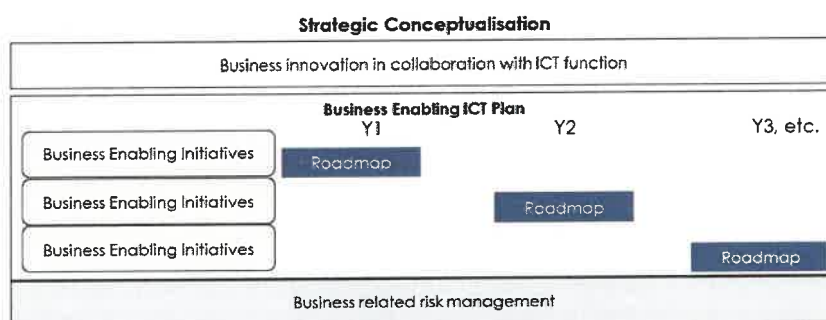 Strategic Conceptualisation
Business innovation in collaboration with ICT function
Business Enabling ICT Plan
Y1 Y2 Y3, etc.
Business Enabling Initiatives Roadmap
Business Enabling Initiatives Roadmap
Business Enabling Initiatives Roadmap
Business related risk management